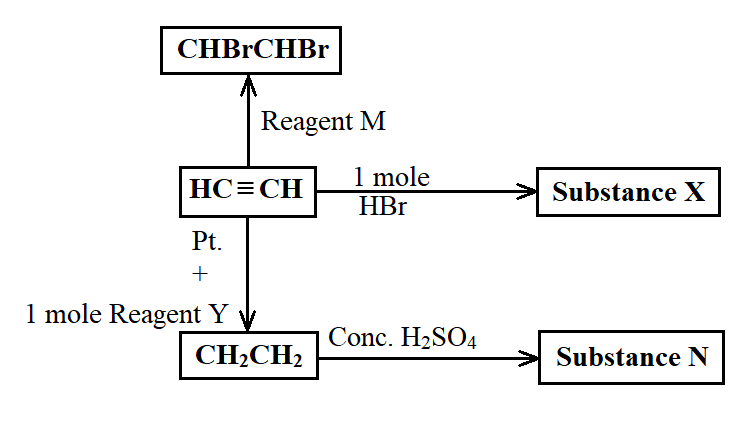 CHBrCHBr
Reagent M
HC≡CH
1 mole
HBr
Substance X
Pt.
+
1 mole Reagent Y
CH₂CH₂
Conc. H₂SO₄
Substance N